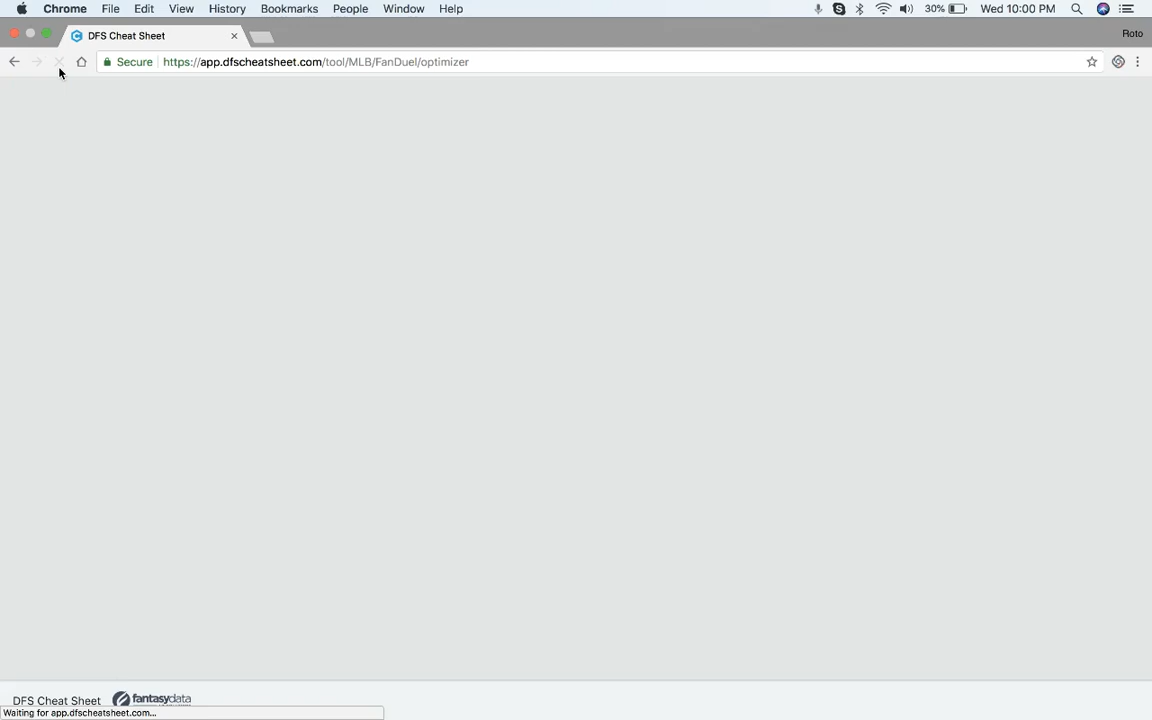 Chrome File Edit View History Bookmarks People Window Help 30% Wed 10:00 PM
DFS Cheat Sheet Roto
Secure https://app.dfscheatsheet.com/tool/MLB/FanDuel/optimizer
DFS Cheat Sheet fantasydata
Waiting for app.dfscheatsheet.com...